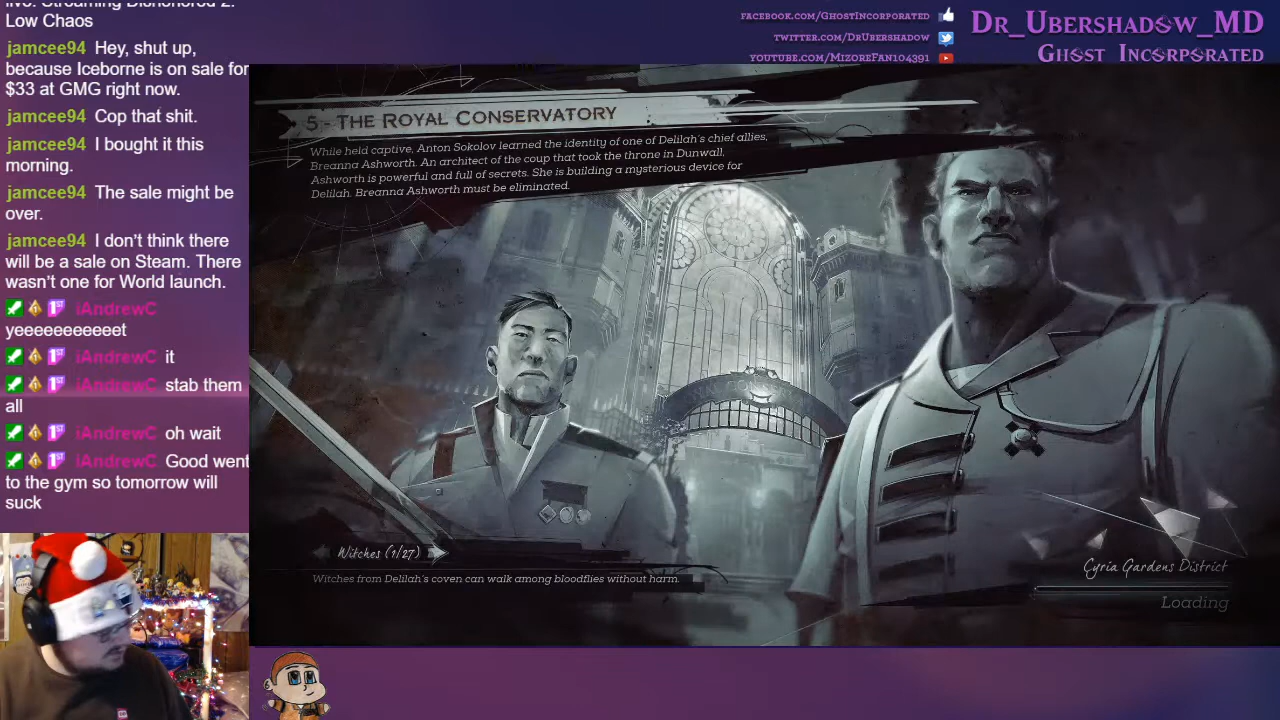 live: Streaming Dishonored 2:
Low Chaos
jamcee94 Hey, shut up,
because Iceborne is on sale for
$33 at GMG right now.
jamcee94 Cop that shit.
jamcee94 I bought it this
morning.
jamcee94 The sale might be
over.
jamcee94 I don't think there
will be a sale on Steam. There
wasn't one for World launch.
iAndrewC
yeeeeeeeeeeet
iAndrewC it
iAndrewC stab them
all
iAndrewC oh wait
iAndrewC Good went
to the gym so tomorrow will
suck
facebook.com/GhostIncorporated
twitter.com/DrUbershadow
youtube.com/MizoreFan104391
Dr_Ubershadow_MD
Ghost Incorporated
5 - The Royal Conservatory
While held captive, Anton Sokolov learned the identity of one of Delilah's chief allies,
Breanna Ashworth. An architect of the coup that took the throne in Dunwall,
Ashworth is powerful and full of secrets. She is building a mysterious device for
Delilah. Breanna Ashworth must be eliminated.
Witches (1/27)
Witches from Delilah's coven can walk among bloodflies without harm.
Cyria Gardens District
Loading